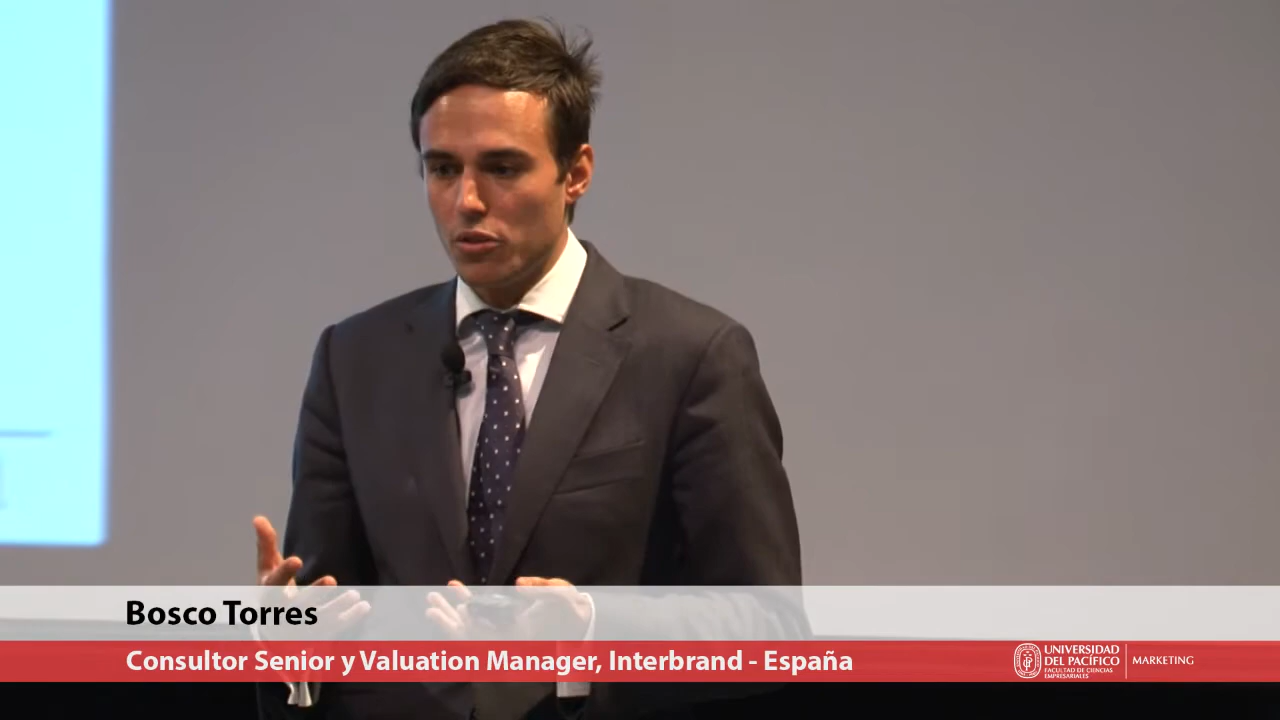 Bosco Torres
Consultor Senior y Valuation Manager, Interbrand - España
UNIVERSIDAD
DEL PACÍFICO
FACULTAD DE CIENCIAS
EMPRESARIALES
MARKETING